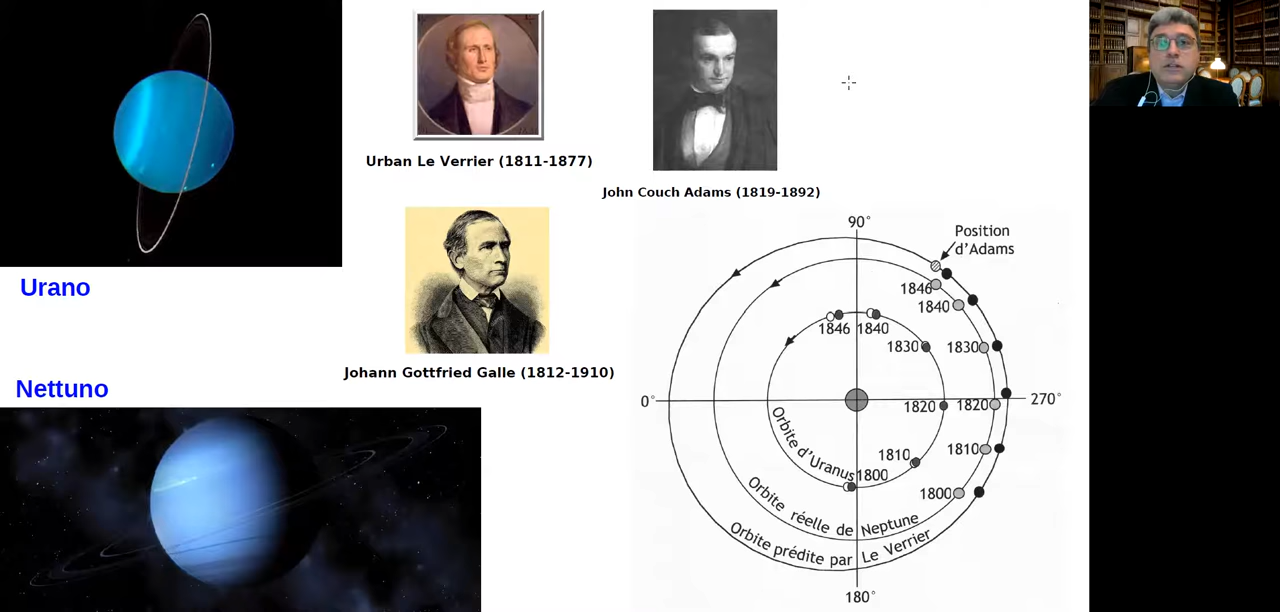 Urban Le Verrier (1811-1877)
John Couch Adams (1819-1892)
Urano
Johann Gottfried Galle (1812-1910)
Nettuno
90°
Position
d'Adams
1846
1840
1846
1840
1830
1830
0°
270°
1820
1820
1810
1810
1800
1800
Orbite d'Uranus
Orbite réelle de Neptune
Orbite prédite par Le Verrier
180°